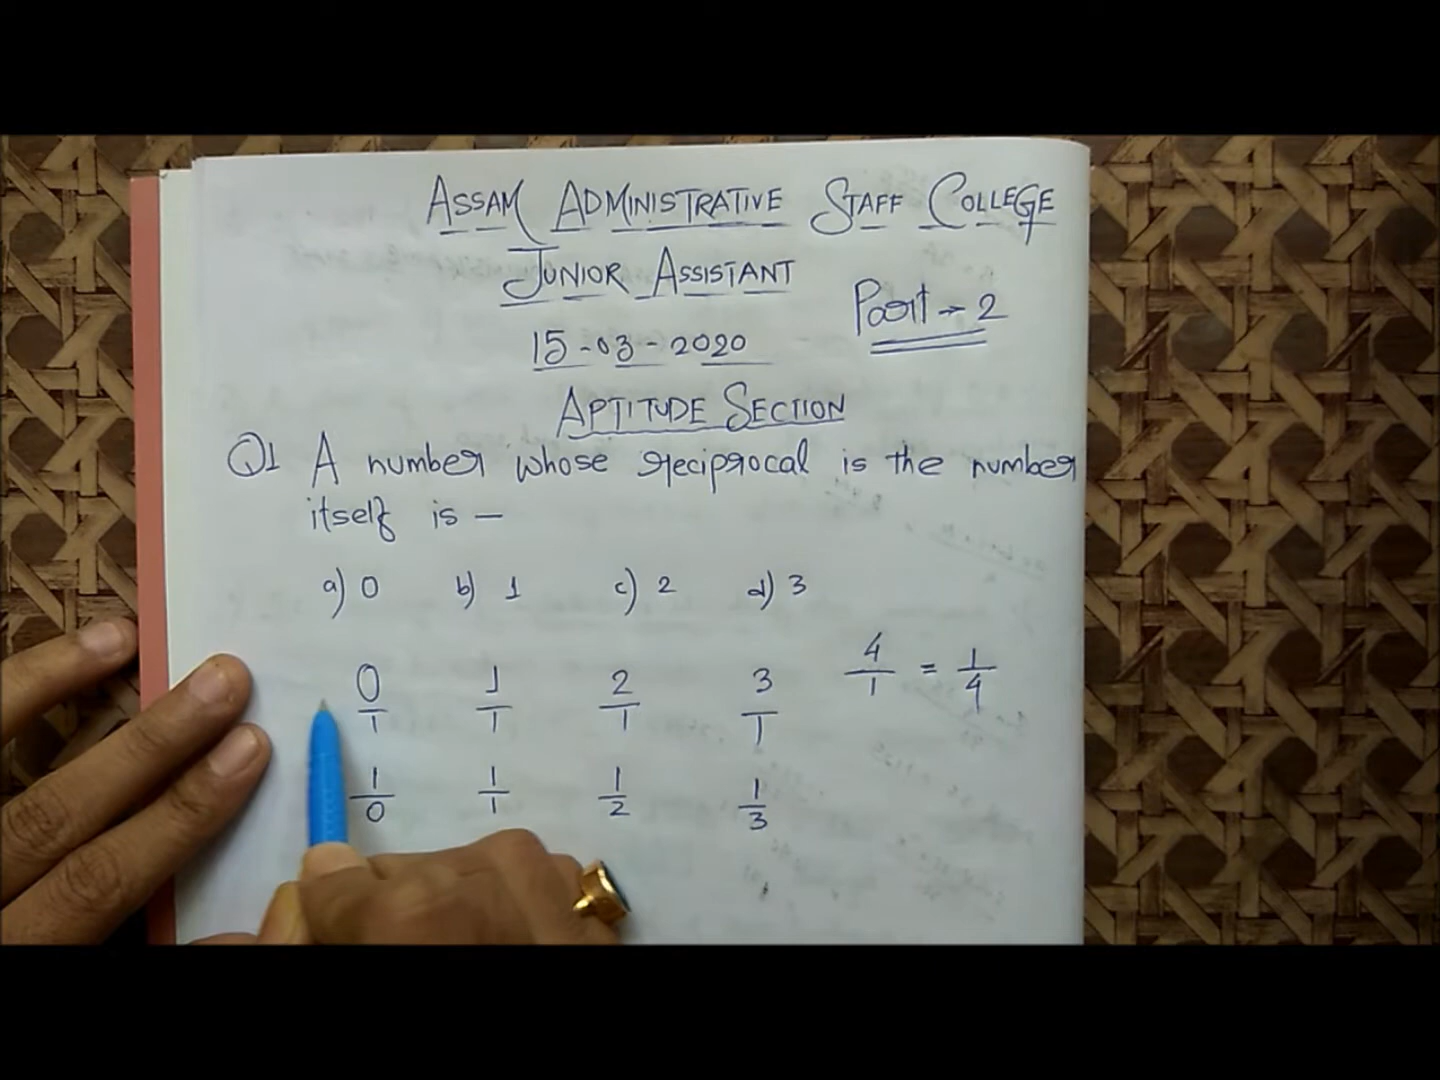 ASSAM ADMINISTRATIVE STAFF COLLEGE
JUNIOR ASSISTANT
Part - 2
15-03-2020
APTITUDE SECTION
Q1 A number whose reciprocal is the number
itself is —
a) 0 b) 1 c) 2 d) 3
0/1 1/1 2/1 3/1 4/1 = 1/4
1/0 1/1 1/2 1/3